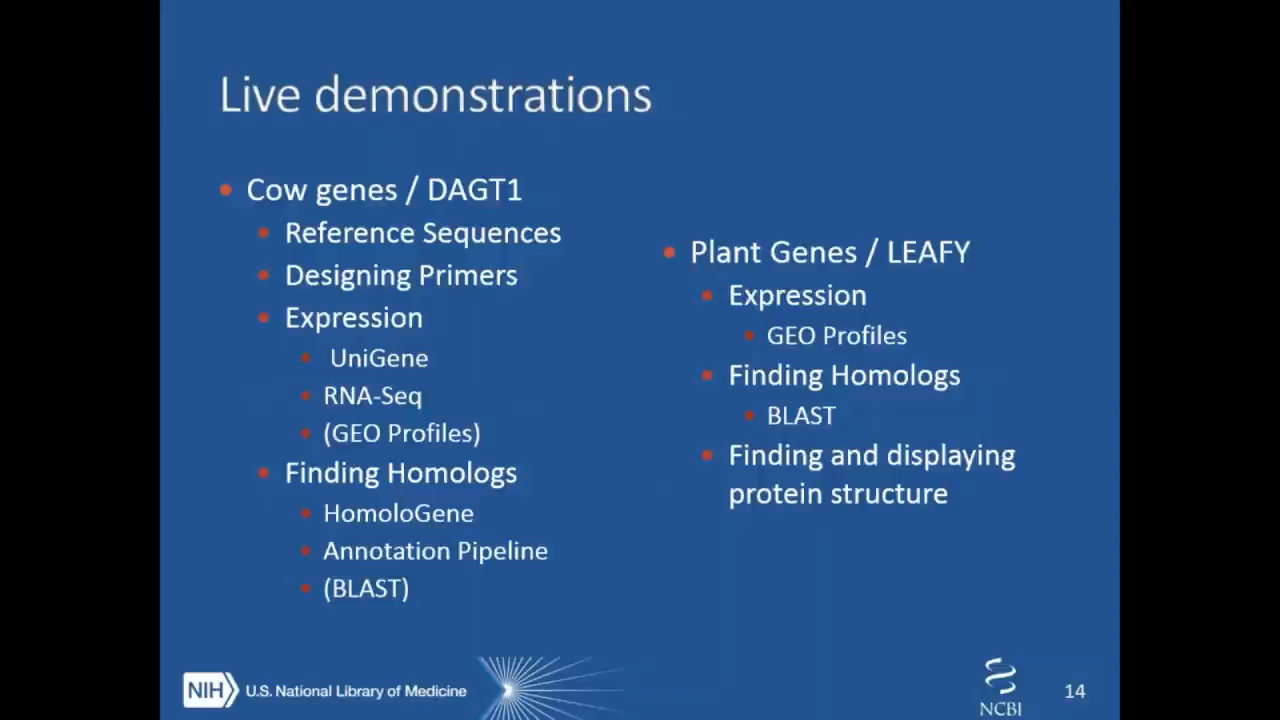 Live demonstrations
Cow genes / DAGT1
Reference Sequences
Designing Primers
Expression
UniGene
RNA-Seq
(GEO Profiles)
Finding Homologs
HomoloGene
Annotation Pipeline
(BLAST)
Plant Genes / LEAFY
Expression
GEO Profiles
Finding Homologs
BLAST
Finding and displaying
protein structure
NIH U.S. National Library of Medicine
NCBI
14